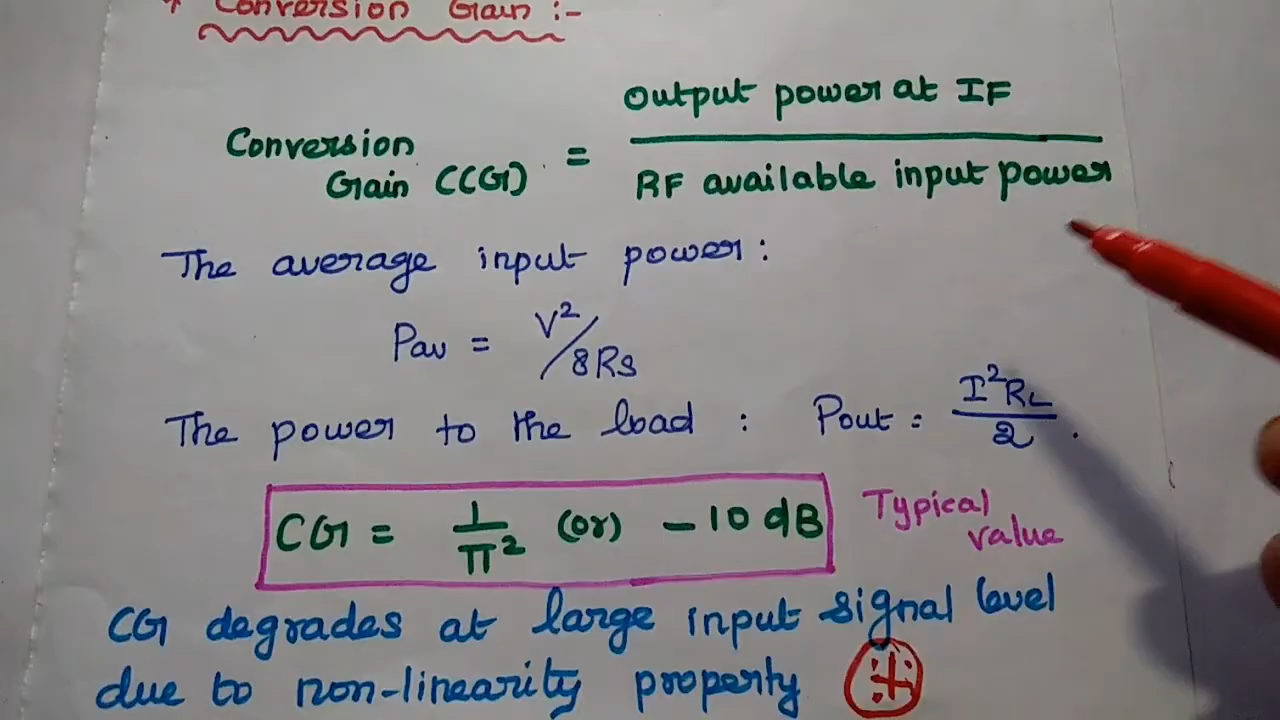 * Conversion Gain :-
Output power at IF
Conversion = 
Gain (CG) RF available input power
The average input power :
Pav = V²/8Rs
The power to the load : Pout = I²RL/2 .
CG = 1/π² (or) -10 dB Typical value
CG degrades at large input signal level
due to non-linearity property